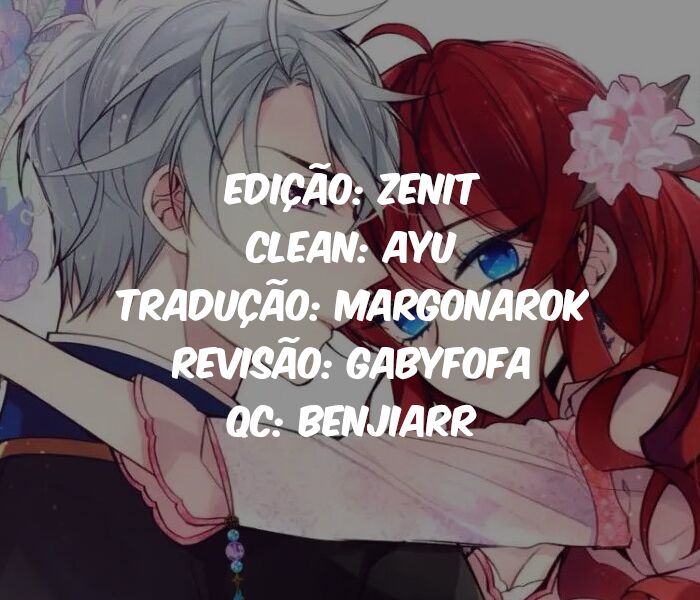 EDIÇÃO: ZENIT
CLEAN: AYU
TRADUÇÃO: MARGONAROK
REVISÃO: GABYFOFA
QC: BENJIARR